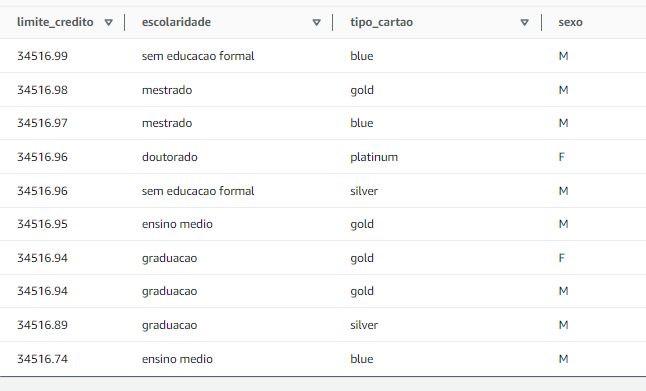 limite_credito escolaridade tipo_cartao sexo
34516.99 sem educacao formal blue M
34516.98 mestrado gold M
34516.97 mestrado blue M
34516.96 doutorado platinum F
34516.96 sem educacao formal silver M
34516.95 ensino medio gold M
34516.94 graduacao gold F
34516.94 graduacao gold M
34516.89 graduacao silver M
34516.74 ensino medio blue M